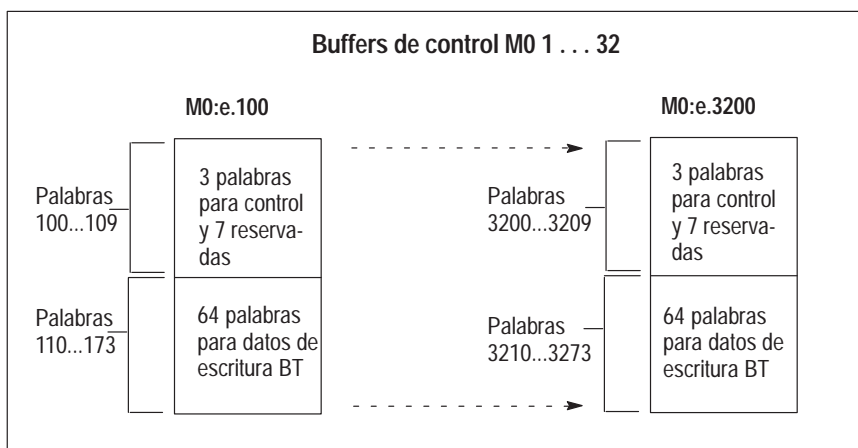 Buffers de control M0 1 . . . 32
M0:e.100
M0:e.3200
Palabras
100...109
3 palabras
para control
y 7 reserva-
das
Palabras
3200...3209
3 palabras
para control
y 7 reserva-
das
Palabras
110...173
64 palabras
para datos de
escritura BT
Palabras
3210...3273
64 palabras
para datos de
escritura BT